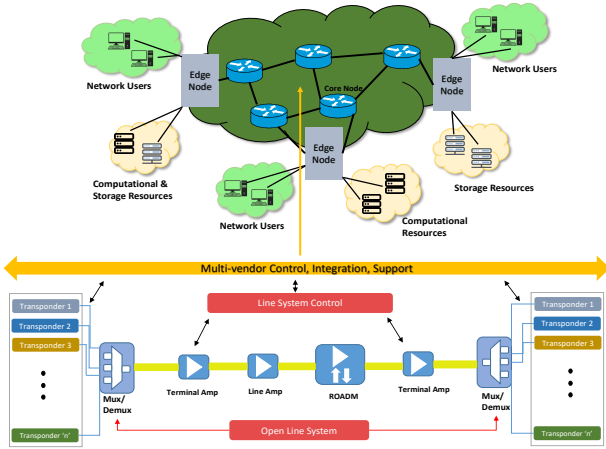 Network Users
Edge
Node
Core Node
Edge
Node
Network Users
Computational &
Storage Resources
Edge
Node
Storage Resources
Network Users
Computational
Resources
Multi-vendor Control, Integration, Support
Transponder 1
Transponder 2
Transponder 3
Transponder 'n'
Mux/
Demux
Line System Control
Terminal Amp
Line Amp
ROADM
Terminal Amp
Mux/
Demux
Open Line System
Transponder 1
Transponder 2
Transponder 3
Transponder 'n'